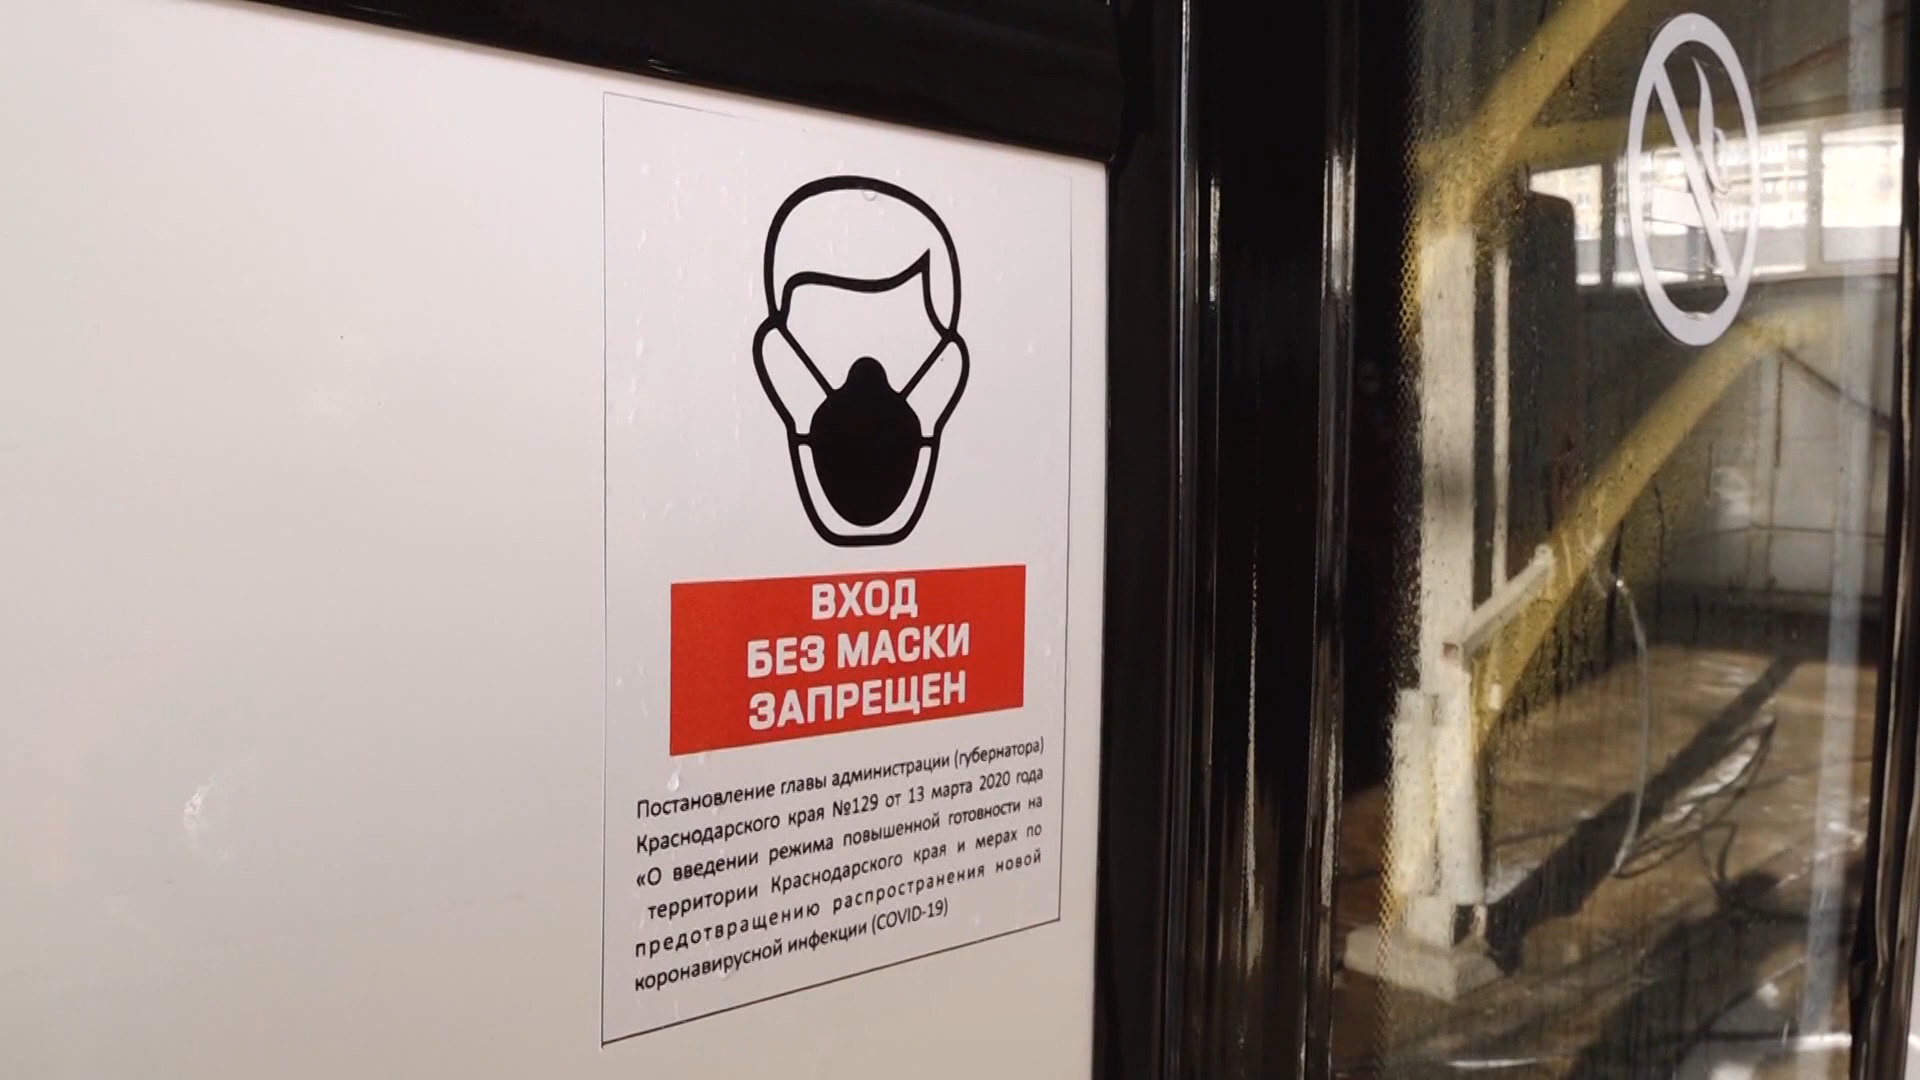 ВХОД
БЕЗ МАСКИ
ЗАПРЕЩЕН
Постановление главы администрации (губернатора)
Краснодарского края №129 от 13 марта 2020 года
«О введении режима повышенной готовности на
территории Краснодарского края и мерах по
предотвращению распространения новой
коронавирусной инфекции (COVID-19)